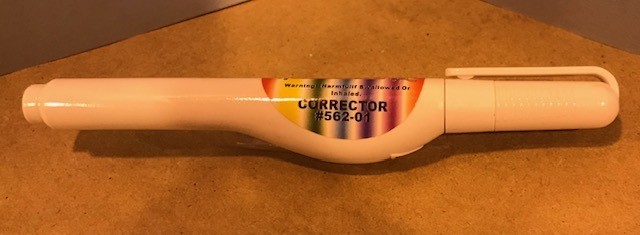 Warning: Harmful if Swallowed Or
Inhaled.
CORRECTOR
#562-01